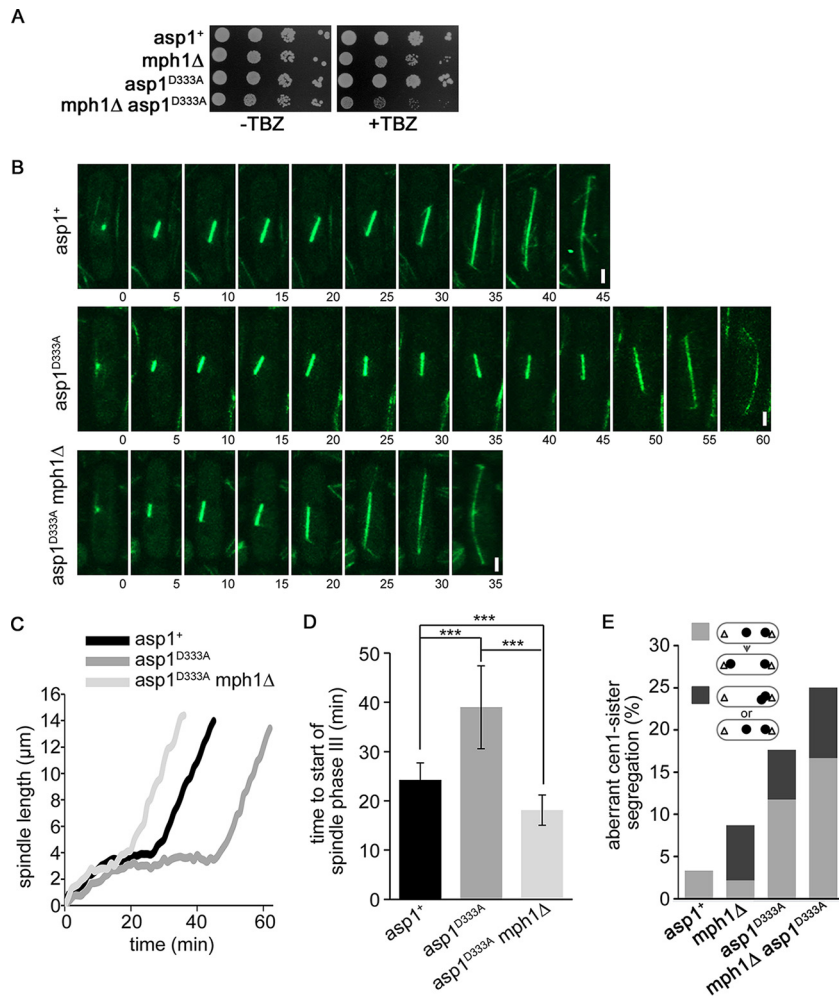 A
asp1+
mph1Δ
asp1D333A
mph1Δ asp1D333A
-TBZ +TBZ
B
asp1+
0 5 10 15 20 25 30 35 40 45
asp1D333A
0 5 10 15 20 25 30 35 40 45 50 55 60
asp1D333A mph1Δ
0 5 10 15 20 25 30 35
C
asp1+
asp1D333A
asp1D333A mph1Δ
spindle length (μm)
16
14
12
10
8
6
4
2
0
0 20 40 60
time (min)
D
***
*** ***
time to start of
spindle phase III (min)
50
40
30
20
10
0
asp1+
asp1D333A
asp1D333A mph1Δ
E
or
aberrant cen1-sister
segregation (%)
30
25
20
15
10
5
0
asp1+
mph1Δ
asp1D333A
mph1Δ asp1D333A